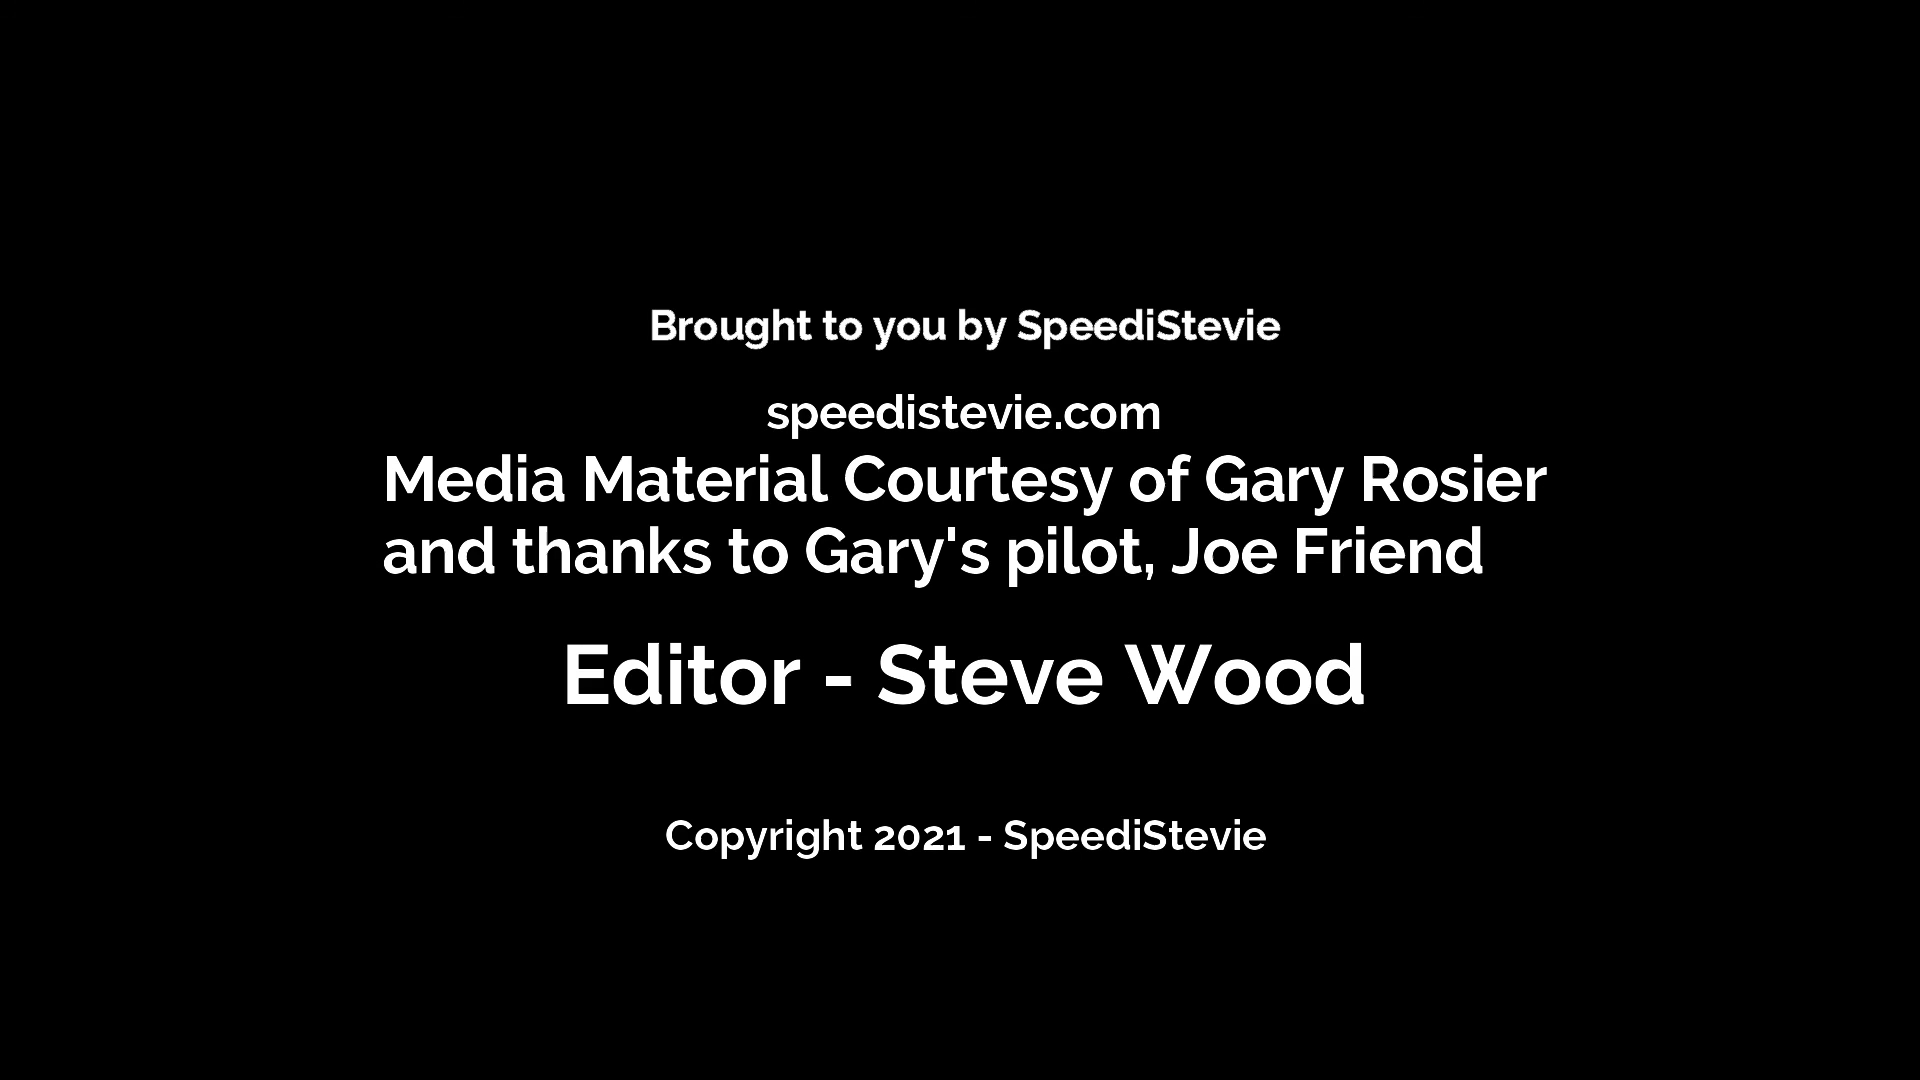 Brought to you by SpeediStevie
speedistevie.com
Media Material Courtesy of Gary Rosier
and thanks to Gary's pilot, Joe Friend
Editor - Steve Wood
Copyright 2021 - SpeediStevie